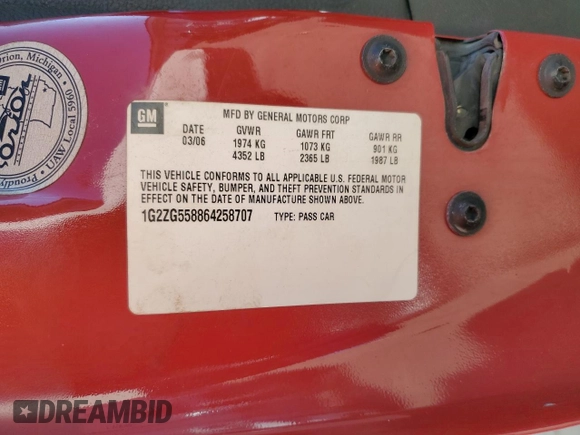 Orion, Michigan
UAW Local 5960
Proudly
GM
MFD BY GENERAL MOTORS CORP
DATE GVWR GAWR FRT GAWR RR
03/06 1974 KG 1073 KG 901 KG
4352 LB 2365 LB 1987 LB
THIS VEHICLE CONFORMS TO ALL APPLICABLE U.S. FEDERAL MOTOR
VEHICLE SAFETY, BUMPER, AND THEFT PREVENTION STANDARDS IN
EFFECT ON THE DATE OF MANUFACTURE SHOWN ABOVE.
1G2ZG558864258707 TYPE: PASS CAR
DREAMBID